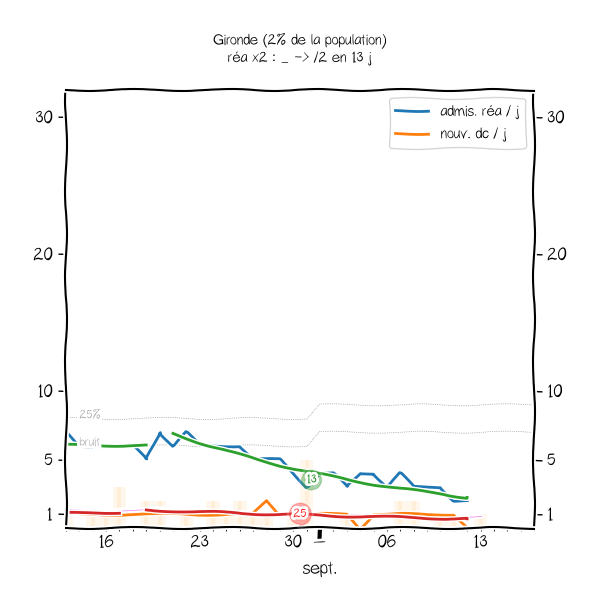 Gironde (2% de la population)
réa x2 : _ -> /2 en 13 j
admis. réa / j
nouv. dc / j
30 30
20 20
10 10
25%
bruit
5 5
13
25
1 1
16 23 30 _ 06 13
sept.